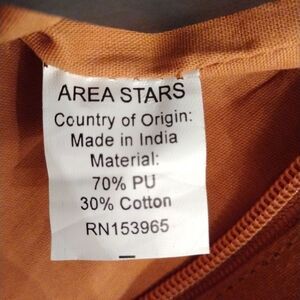 AREA STARS
Country of Origin:
Made in India
Material:
70% PU
30% Cotton
RN153965